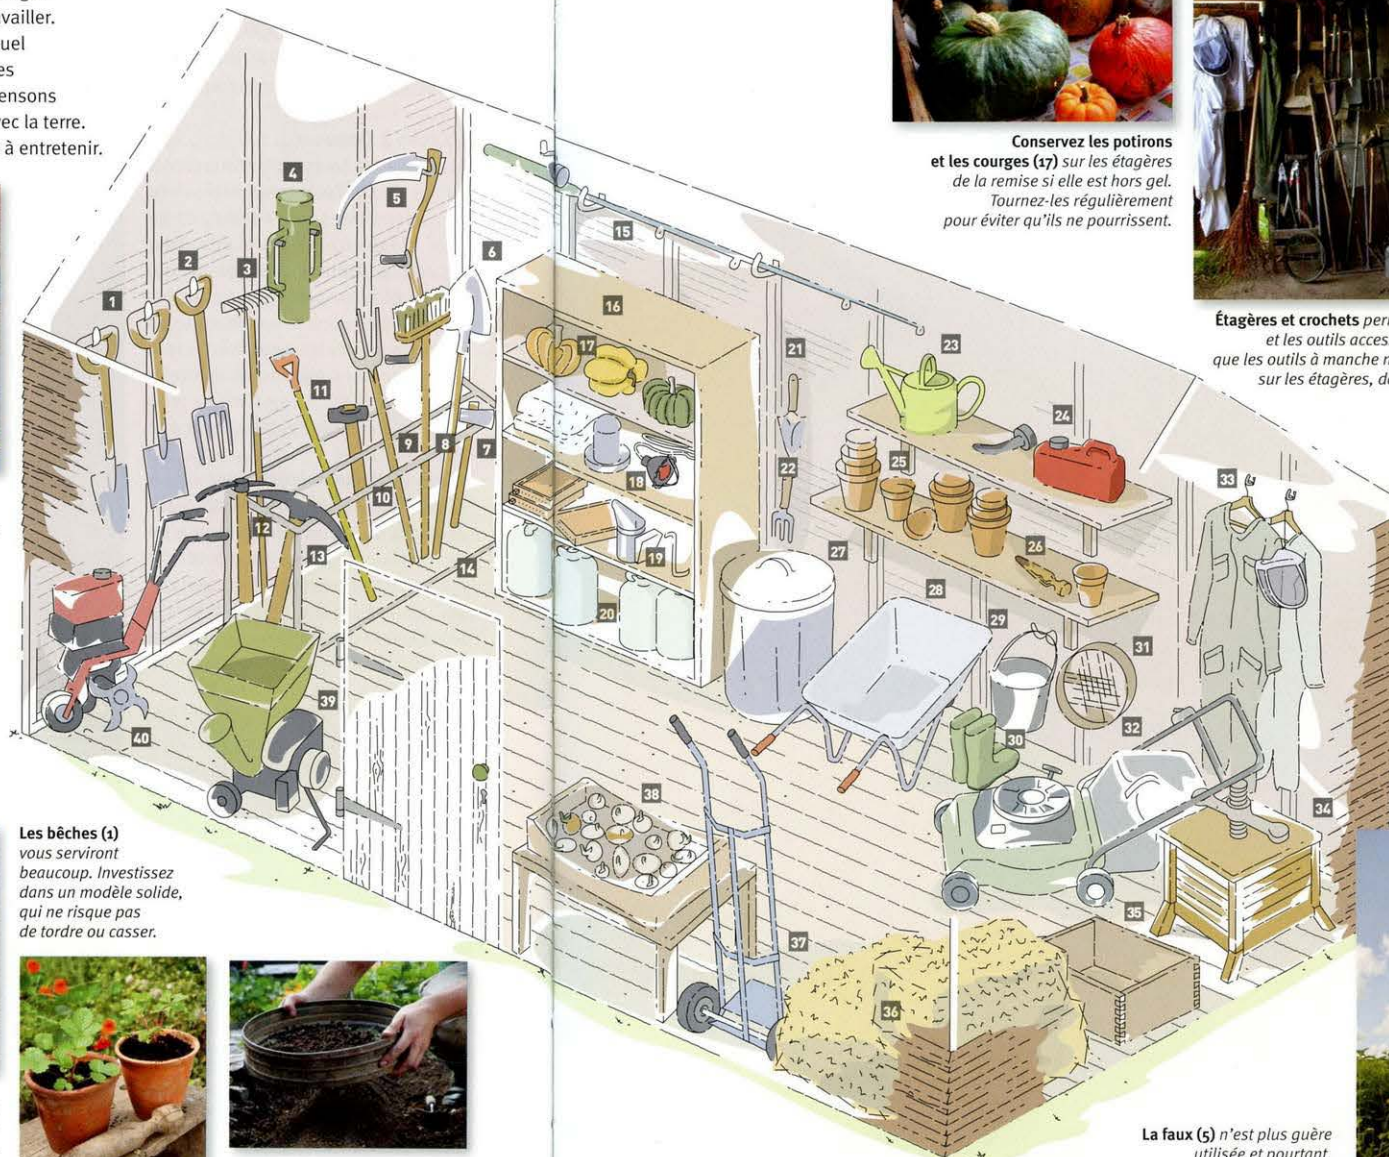 vailler.
uel
es
ensons
vec la terre.
à entretenir.
Conservez les potirons
et les courges (17) sur les étagères
de la remise si elle est hors gel.
Tournez-les régulièrement
pour éviter qu'ils ne pourrissent.
Étagères et crochets per
et les outils acces
que les outils à manche
sur les étagères, d
4
5
2
3
1
6
15
16
17
11
9
8
7
10
12
13
14
18
19
20
21
22
23
24
25
26
27
28
29
30
31
32
33
34
35
36
37
38
39
40
Les bêches (1)
vous serviront
beaucoup. Investissez
dans un modèle solide,
qui ne risque pas
de tordre ou casser.
La faux (5) n'est plus guère
utilisée et pourtant